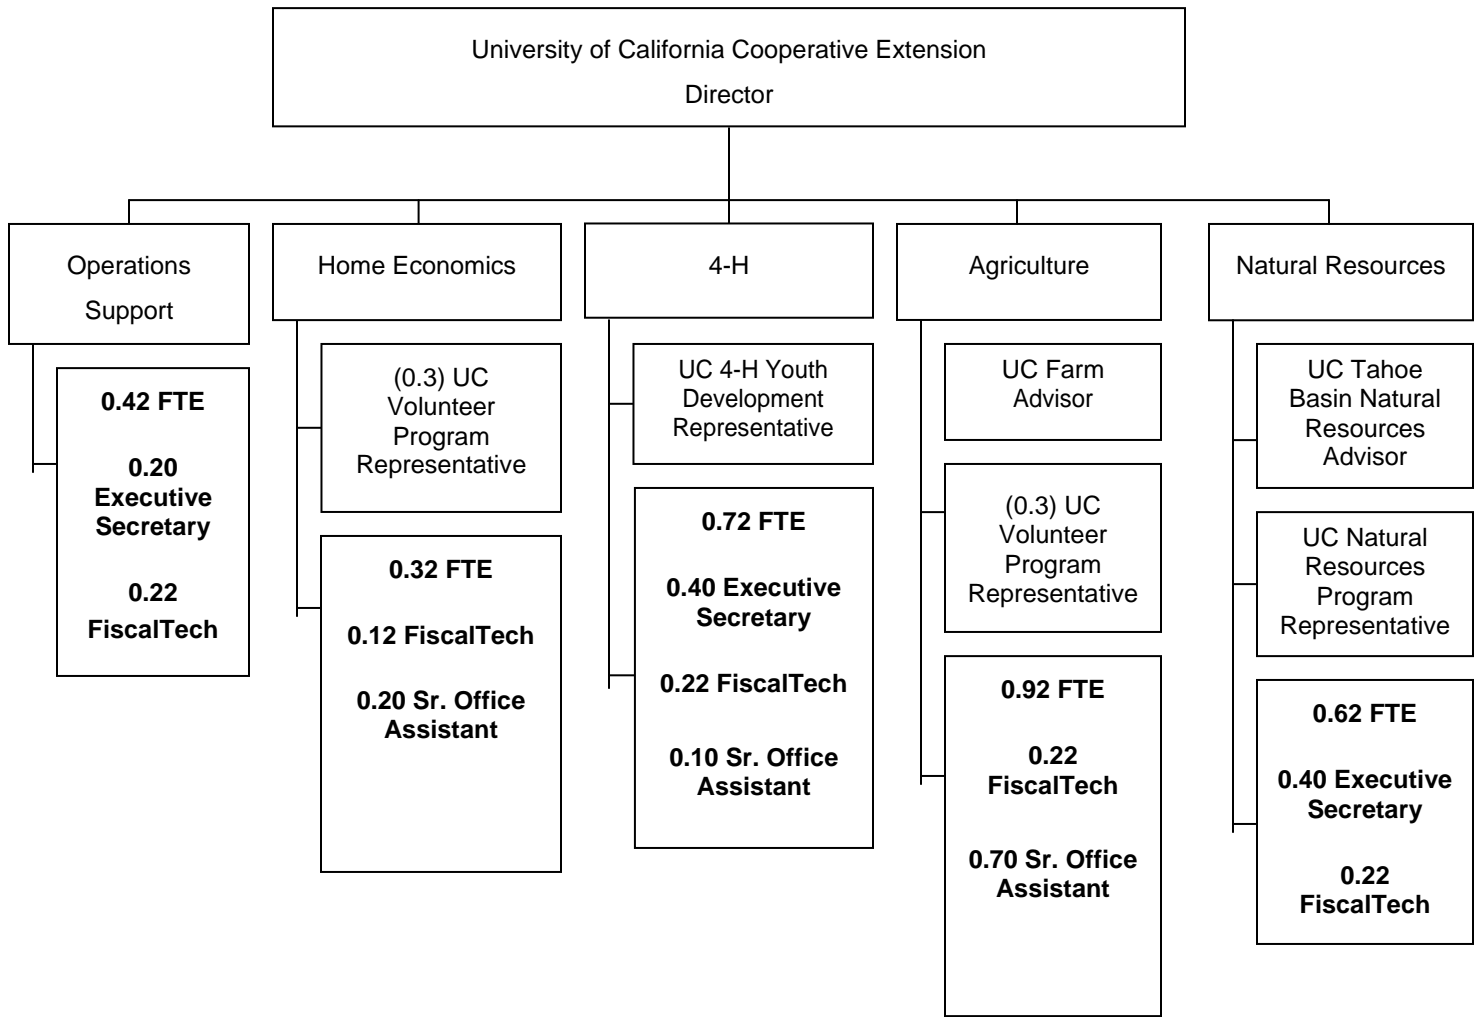 University of California Cooperative Extension
Director
Operations
Support
0.42 FTE
0.20
Executive
Secretary
0.22
FiscalTech
Home Economics
(0.3) UC
Volunteer
Program
Representative
0.32 FTE
0.12 FiscalTech
0.20 Sr. Office
Assistant
4-H
UC 4-H Youth
Development
Representative
0.72 FTE
0.40 Executive
Secretary
0.22 FiscalTech
0.10 Sr. Office
Assistant
Agriculture
UC Farm
Advisor
(0.3) UC
Volunteer
Program
Representative
0.92 FTE
0.22
FiscalTech
0.70 Sr. Office
Assistant
Natural Resources
UC Tahoe
Basin Natural
Resources
Advisor
UC Natural
Resources
Program
Representative
0.62 FTE
0.40 Executive
Secretary
0.22
FiscalTech